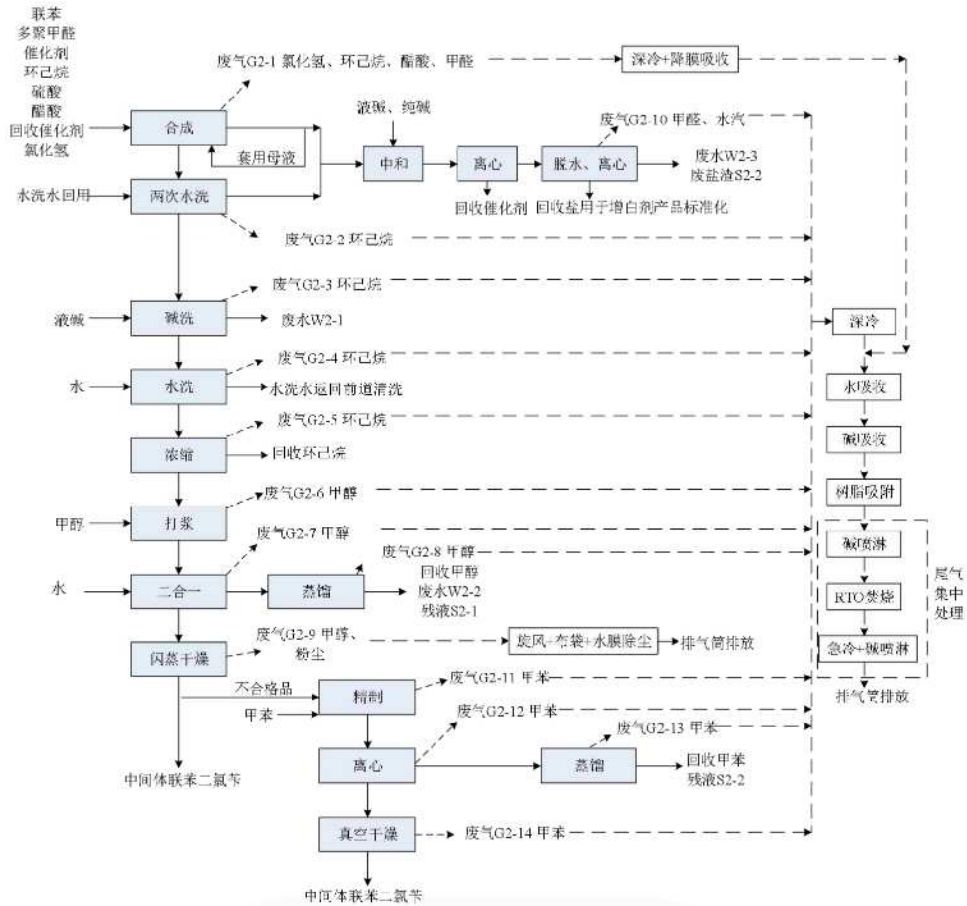 联苯
多聚甲醛
催化剂
环己烷
硫酸
醋酸
回收催化剂
氯化氢
废气G2-1 氯化氢、环己烷、醋酸、甲醛
深冷+降膜吸收
合成
套用母液
液碱、纯碱
中和
离心
回收催化剂
废气G2-10 甲醛、水汽
脱水、离心
废水W2-3
废盐渣S2-2
回收盐用于增白剂产品标准化
水洗水回用
两次水洗
废气G2-2 环己烷
废气G2-3 环己烷
液碱
碱洗
废水W2-1
废气G2-4 环己烷
水
水洗
水洗水返回前道清洗
废气G2-5 环己烷
浓缩
回收环己烷
废气G2-6 甲醇
甲醇
打浆
废气G2-7 甲醇
水
二合一
蒸馏
废气G2-8 甲醇
回收甲醇
废水W2-2
残液S2-1
闪蒸干燥
废气G2-9 甲醇、
粉尘
旋风+布袋+水膜除尘
排气筒排放
不合格品
甲苯
精制
废气G2-11 甲苯
废气G2-12 甲苯
离心
废气G2-13 甲苯
蒸馏
回收甲苯
残液S2-2
真空干燥
废气G2-14 甲苯
中间体联苯二氯苄
中间体联苯二氯苄
深冷
水吸收
碱吸收
树脂吸附
碱喷淋
RTO焚烧
急冷+碱喷淋
尾气
集中
处理
排气筒排放